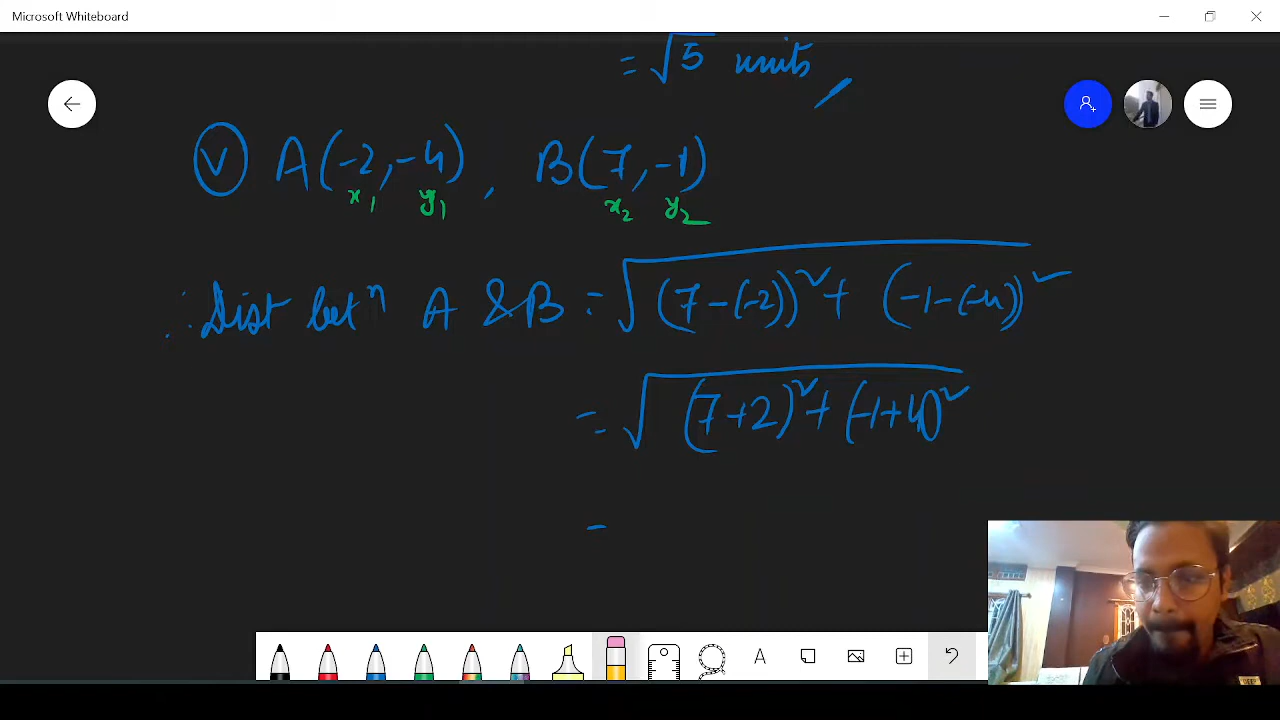 Microsoft Whiteboard
= √5 units
(v) A(-2,-4), B(7,-1)
x₁ y₁ x₂ y₂
∴ Dist betⁿ A & B = √(7-(-2))² + (-1-(-4))²
= √(7+2)² + (-1+4)²
-
A